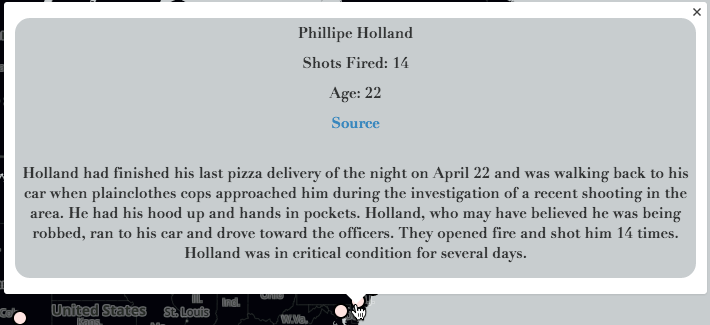 ×
Phillipe Holland
Shots Fired: 14
Age: 22
Source
Holland had finished his last pizza delivery of the night on April 22 and was walking back to his
car when plainclothes cops approached him during the investigation of a recent shooting in the
area. He had his hood up and hands in pockets. Holland, who may have believed he was being
robbed, ran to his car and drove toward the officers. They opened fire and shot him 14 times.
Holland was in critical condition for several days.
Ind.
United States
St. Louis
W.Va.